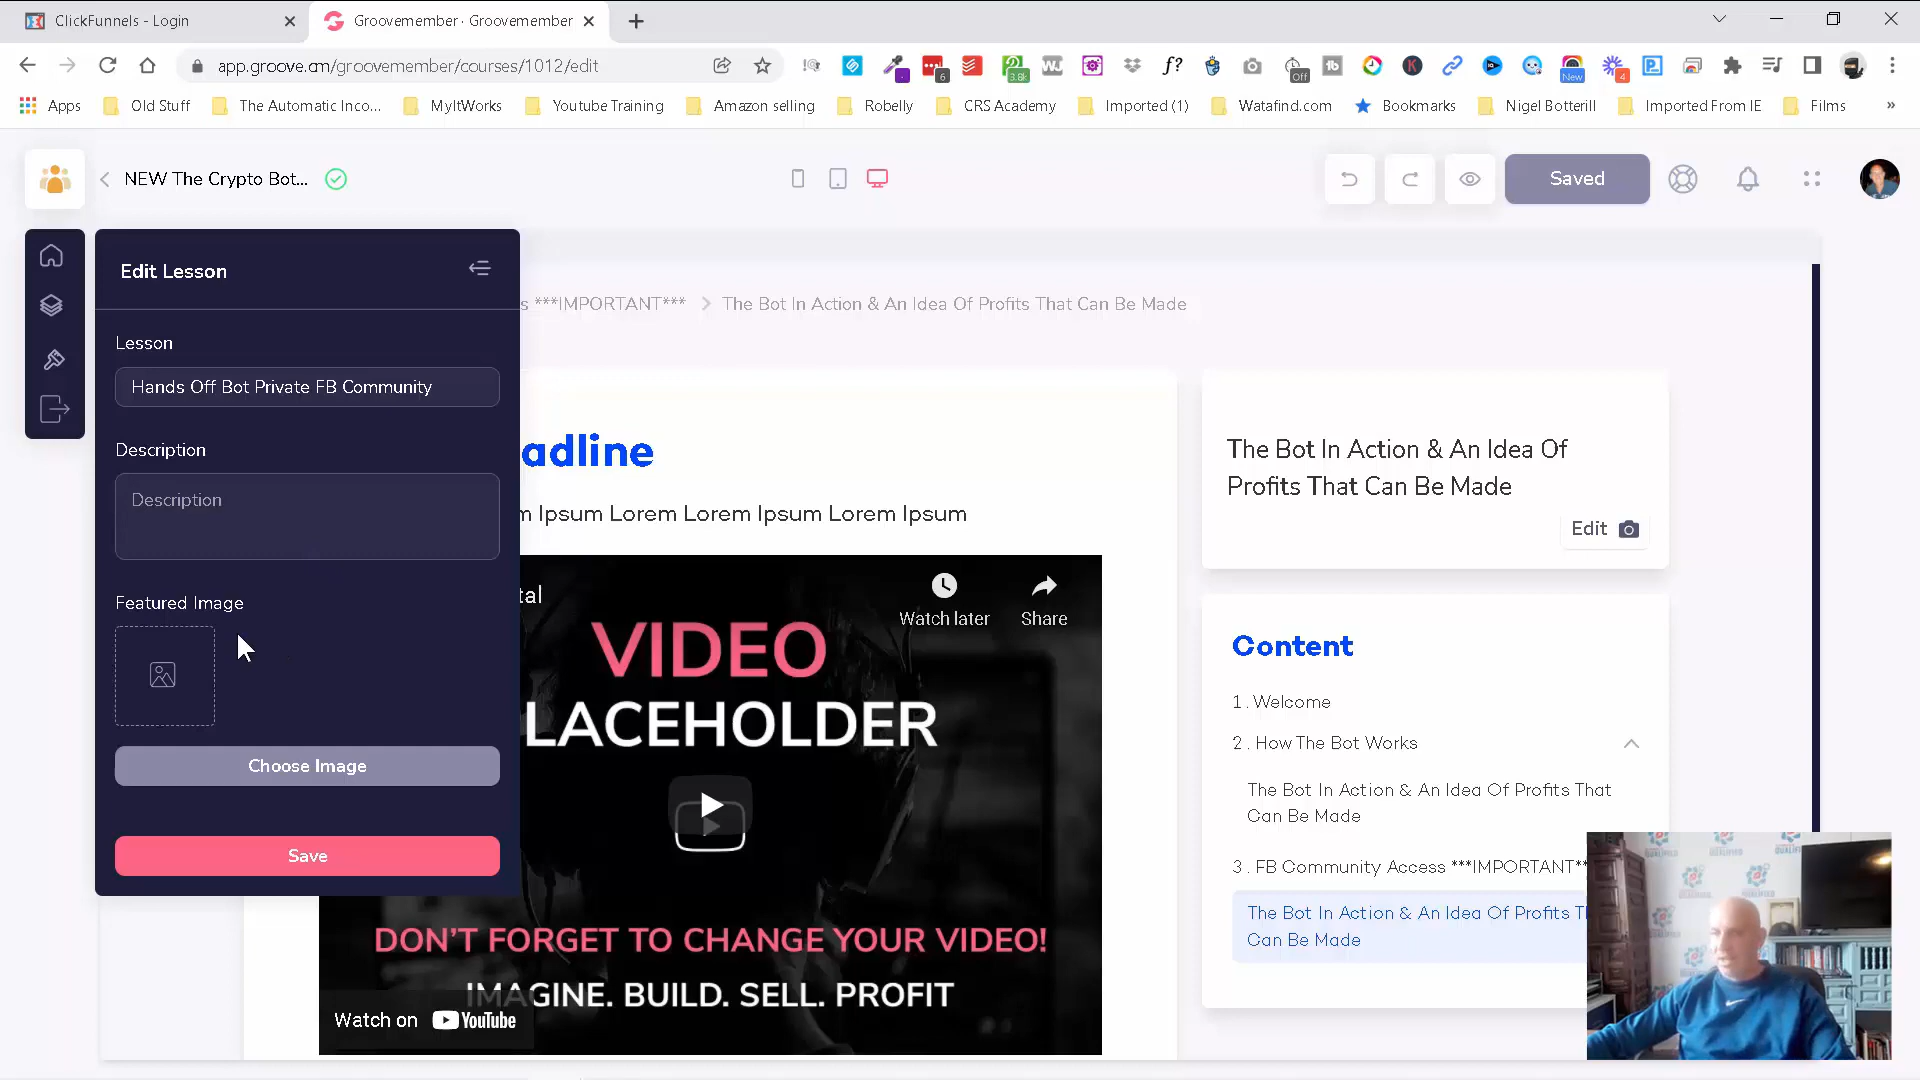 ClickFunnels - Login
Groovemember · Groovemember
app.groove.cm/groovemember/courses/1012/edit
6
3.8k
WJ
f?
Off
New
4
Apps
Old Stuff
The Automatic Inco...
MyItWorks
Youtube Training
Amazon selling
Robelly
CRS Academy
Imported (1)
Watafind.com
Bookmarks
Nigel Botterill
Imported From IE
Films
»
NEW The Crypto Bot...
Saved
Edit Lesson
s ***IMPORTANT***
The Bot In Action & An Idea Of Profits That Can Be Made
Lesson
Hands Off Bot Private FB Community
Description
Description
Featured Image
Choose Image
Save
adline
m Ipsum Lorem Lorem Ipsum Lorem Ipsum
tal
Watch later
Share
VIDEO
LACEHOLDER
DON'T FORGET TO CHANGE YOUR VIDEO!
IMAGINE. BUILD. SELL. PROFIT
Watch on YouTube
The Bot In Action & An Idea Of
Profits That Can Be Made
Edit
Content
1. Welcome
2. How The Bot Works
The Bot In Action & An Idea Of Profits That
Can Be Made
3. FB Community Access ***IMPORTANT**
The Bot In Action & An Idea Of Profits T
Can Be Made